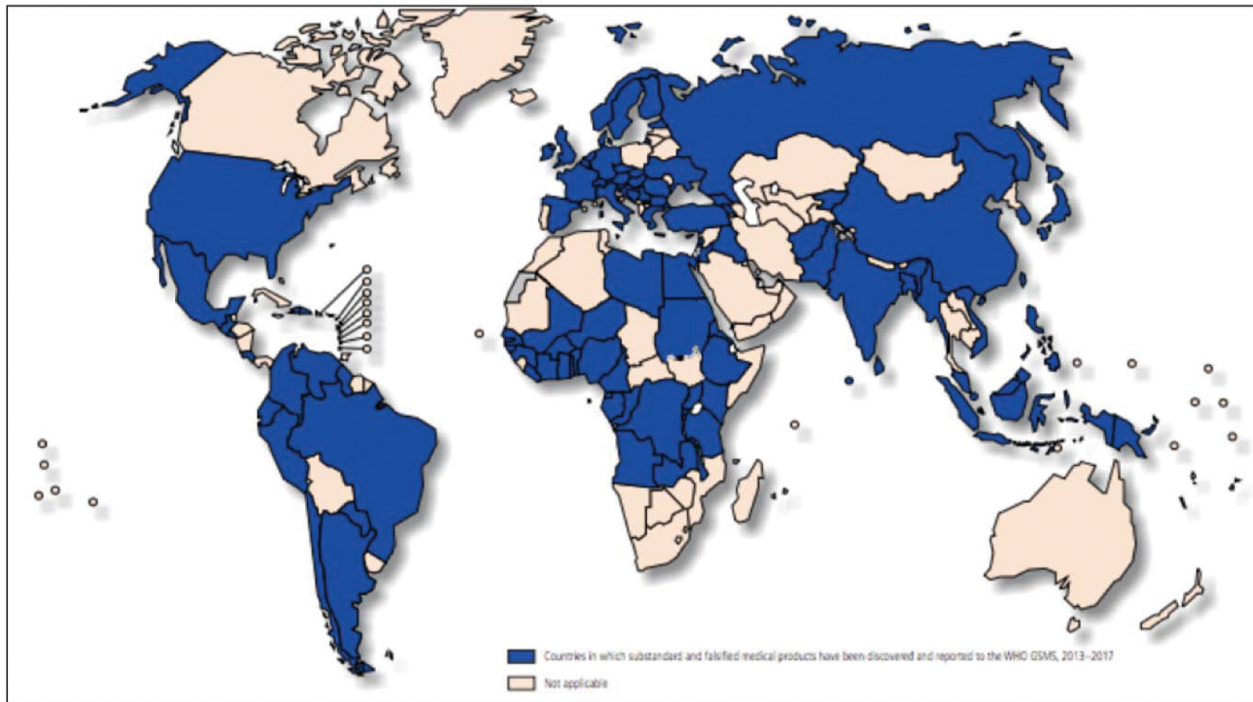 Countries in which substandard and falsified medical products have been discovered and reported to the WHO GSMS, 2013–2017
Not applicable